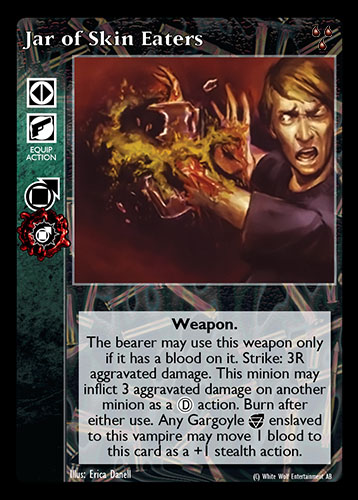 Jar of Skin Eaters
EQUIP
ACTION
Weapon.
The bearer may use this weapon only
if it has a blood on it. Strike: 3R
aggravated damage. This minion may
inflict 3 aggravated damage on another
minion as a Ⓓ action. Burn after
either use. Any Gargoyle enslaved
to this vampire may move 1 blood to
this card as a +1 stealth action.
Illus: Erica Danell
(C) White Wolf Entertainment AB